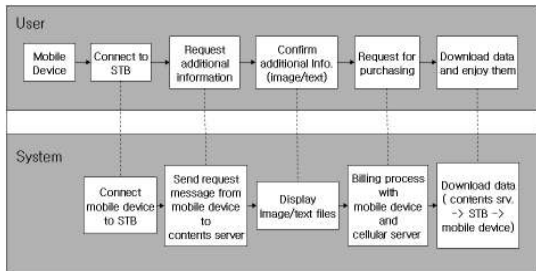 User
Mobile
Device
Connect to
STB
Request
additional
information
Confirm
additional Info.
(image/text)
Request for
purchasing
Download data
and enjoy them
System
Connect
mobile device
to STB
Send request
message from
mobile device
to
contents server
Display
image/text files
Billing process
with
mobile device
and
cellular server
Download data
( contents srv.
-> STB ->
mobile device)